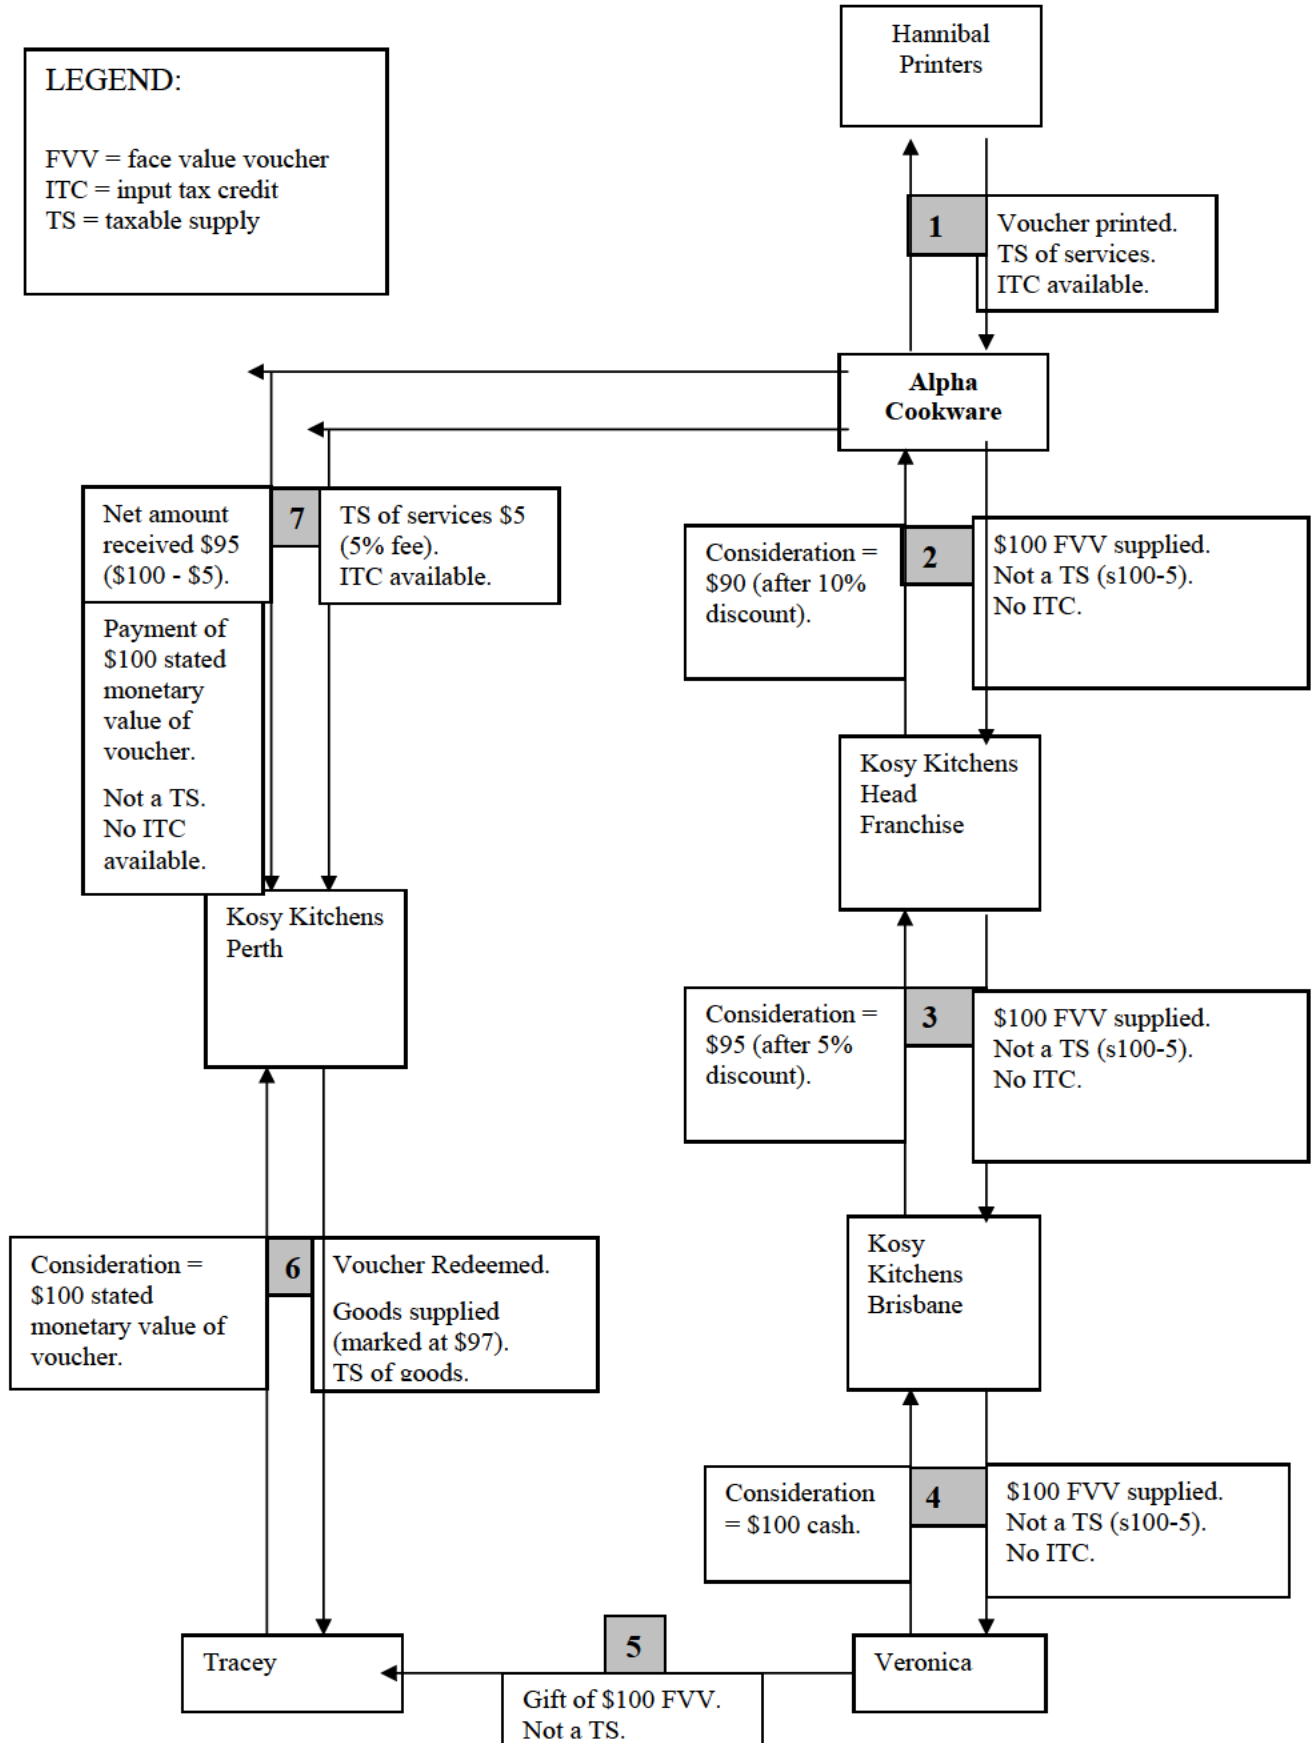 Hannibal
Printers
LEGEND:
FVV = face value voucher
ITC = input tax credit
TS = taxable supply
1
Voucher printed.
TS of services.
ITC available.
Alpha
Cookware
Net amount
received $95
($100 - $5).
7
TS of services $5
(5% fee).
ITC available.
Consideration =
$90 (after 10%
discount).
2
$100 FVV supplied.
Not a TS (s100-5).
No ITC.
Payment of
$100 stated
monetary
value of
voucher.
Not a TS.
No ITC
available.
Kosy Kitchens
Head
Franchise
Kosy Kitchens
Perth
Consideration =
$95 (after 5%
discount).
3
$100 FVV supplied.
Not a TS (s100-5).
No ITC.
Kosy
Kitchens
Brisbane
Consideration =
$100 stated
monetary value of
voucher.
6
Voucher Redeemed.
Goods supplied
(marked at $97).
TS of goods.
Consideration
= $100 cash.
4
$100 FVV supplied.
Not a TS (s100-5).
No ITC.
Tracey
5
Veronica
Gift of $100 FVV.
Not a TS.